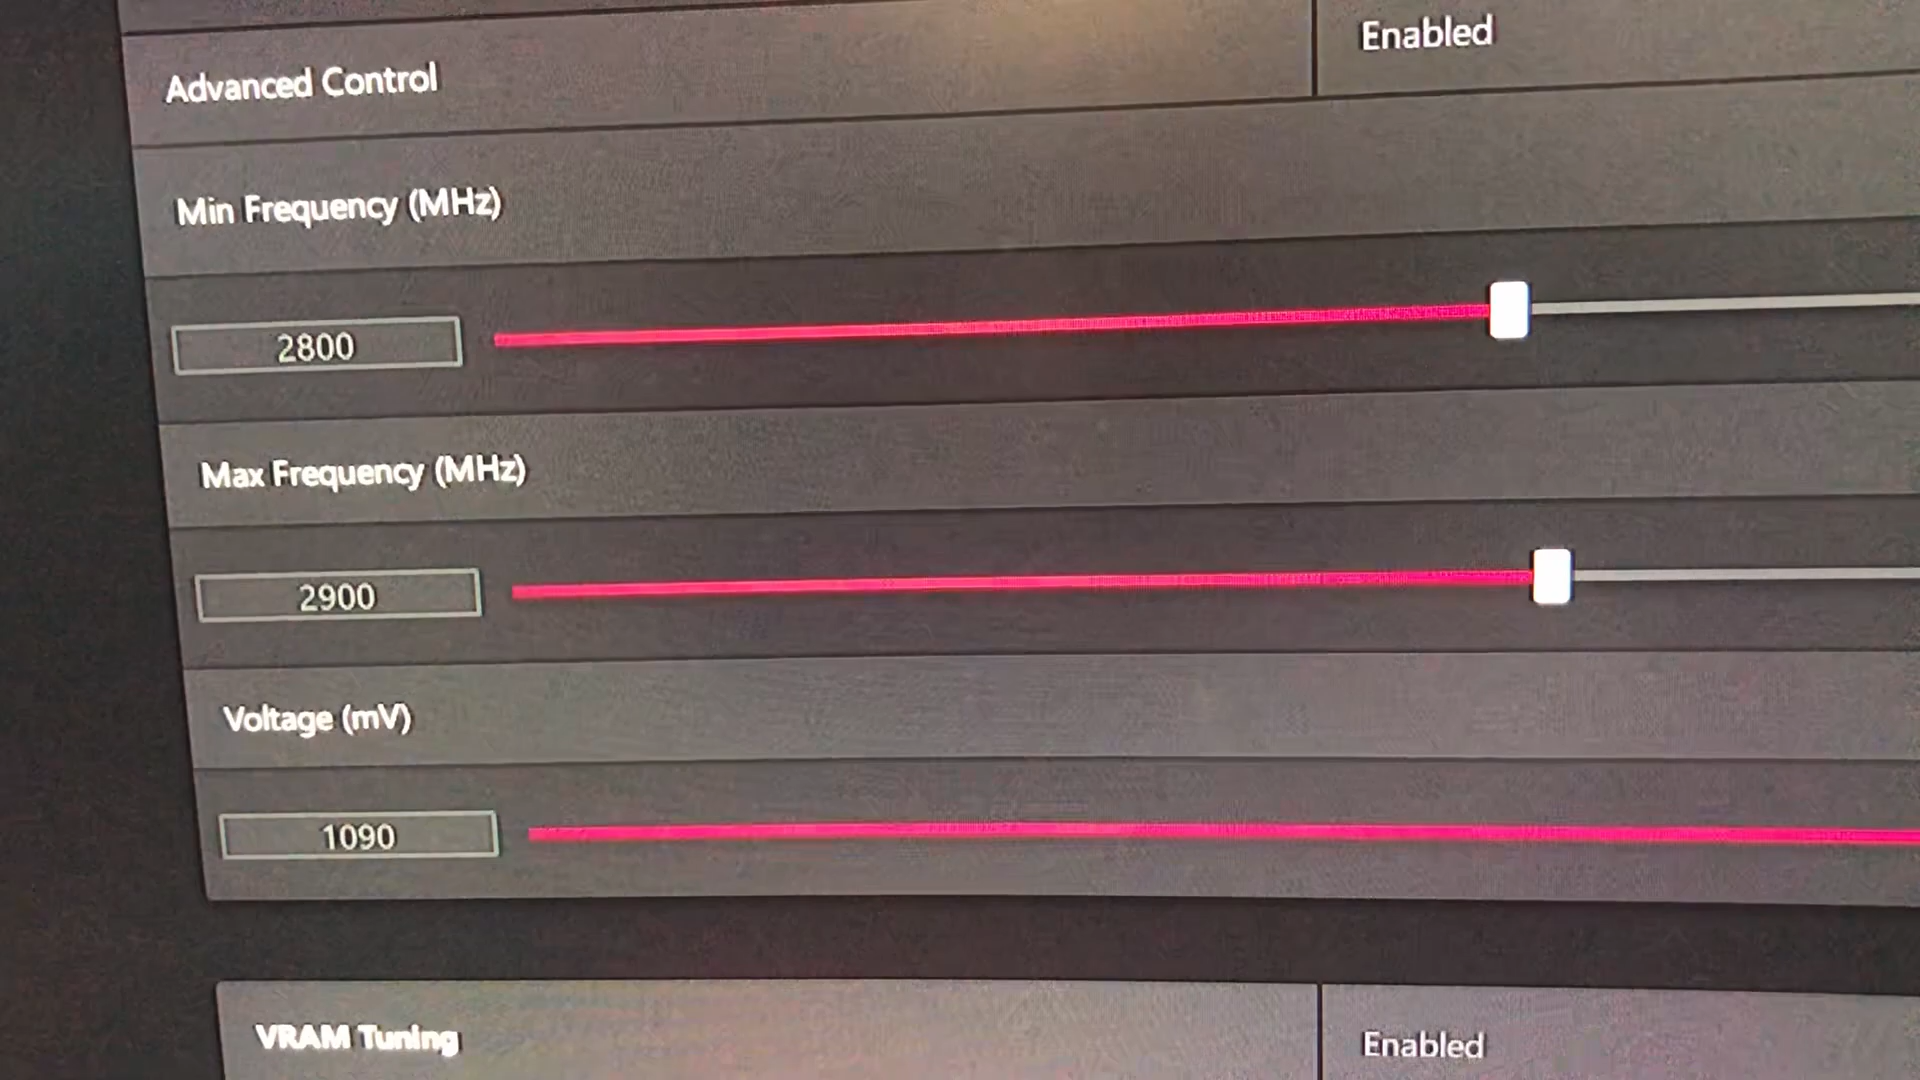 Enabled
Advanced Control
Min Frequency (MHz)
2800
Max Frequency (MHz)
2900
Voltage (mV)
1090
VRAM Tuning
Enabled